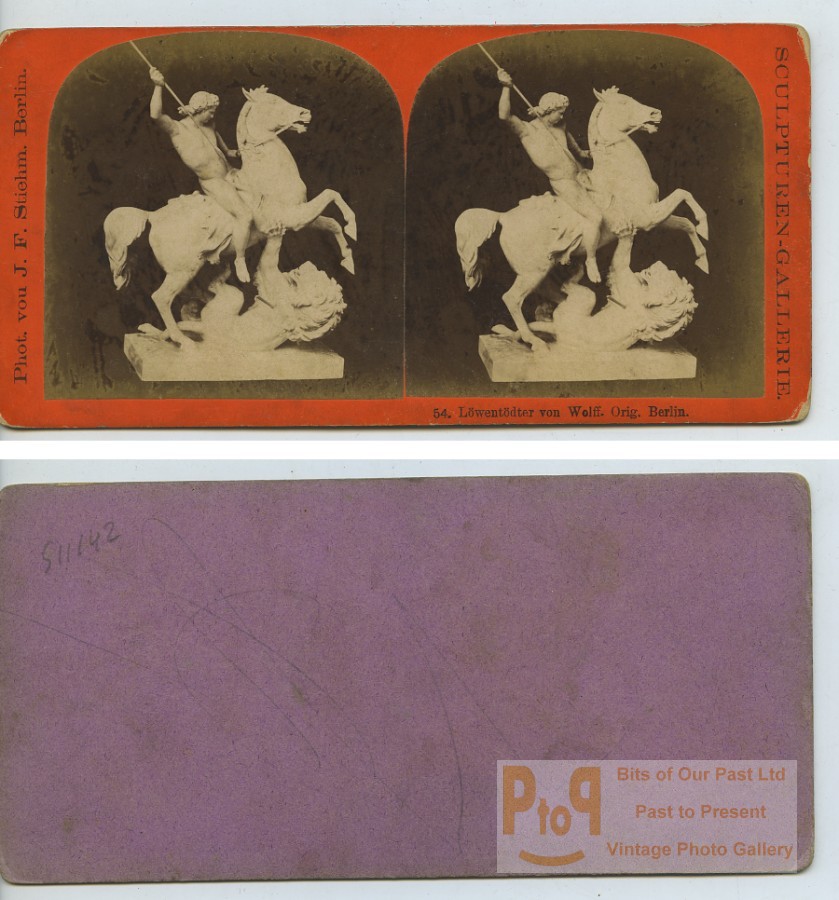 Phot. von J. F. Stiehm. Berlin.
SCULPTUREN-GALLERIE.
54. Löwentödter von Wolff. Orig. Berlin.
511142
PtoP
Bits of Our Past Ltd
Past to Present
Vintage Photo Gallery